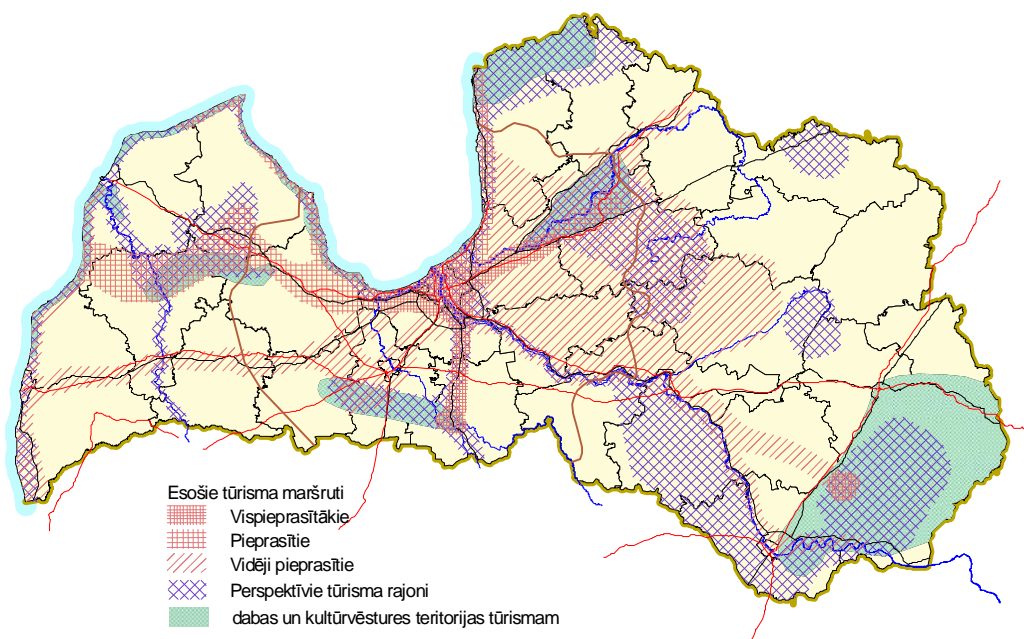 Esošie tūrisma maršruti
Vispieprasītākie
Pieprasītie
Vidēji pieprasītie
Perspektīvie tūrisma rajoni
dabas un kultūrvēstures teritorijas tūrismam